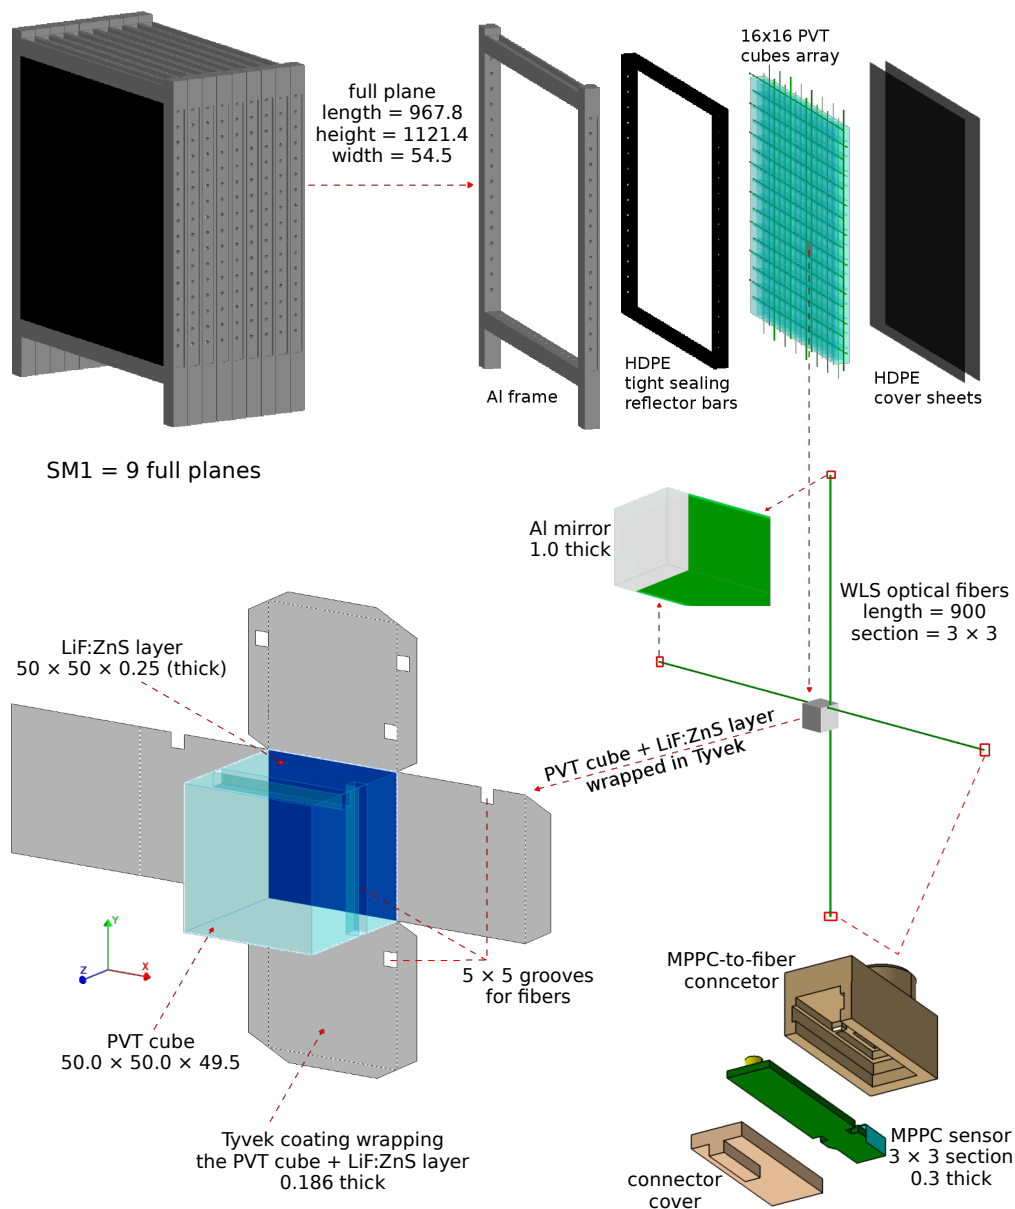 16x16 PVT
cubes array
full plane
length = 967.8
height = 1121.4
width = 54.5
HDPE
tight sealing
reflector bars
HDPE
cover sheets
Al frame
SM1 = 9 full planes
Al mirror
1.0 thick
WLS optical fibers
length = 900
section = 3 × 3
LiF:ZnS layer
50 × 50 × 0.25 (thick)
PVT cube + LiF:ZnS layer
wrapped in Tyvek
Y
Z
X
5 × 5 grooves
for fibers
MPPC-to-fiber
conncetor
PVT cube
50.0 × 50.0 × 49.5
Tyvek coating wrapping
the PVT cube + LiF:ZnS layer
0.186 thick
MPPC sensor
3 × 3 section
0.3 thick
connector
cover